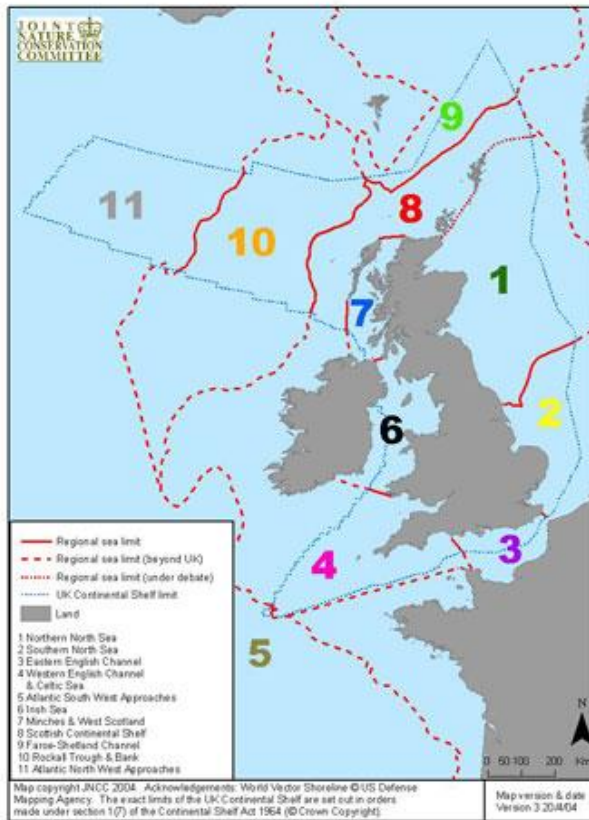 JOINT
NATURE
CONSERVATION
COMMITTEE
9
11
8
10
1
7
2
6
3
4
5
Regional sea limit
Regional sea limit (beyond UK)
Regional sea limit (under debate)
UK Continental Shelf limit
Land
1 Northern North Sea
2 Southern North Sea
3 Eastern English Channel
4 Western English Channel
& Celtic Sea
5 Atlantic South West Approaches
6 Irish Sea
7 Minches & West Scotland
8 Scottish Continental Shelf
9 Faroe-Shetland Channel
10 Rockall Trough & Bank
11 Atlantic North West Approaches
N
0 50 100 200 Km
Map copyright JNCC 2004. Acknowledgements: World Vector Shoreline © US Defense
Mapping Agency. The exact limits of the UK Continental Shelf are set out in orders
made under section 1(7) of the Continental Shelf Act 1964 (© Crown Copyright).
Map version & date
Version 3 20/4/04